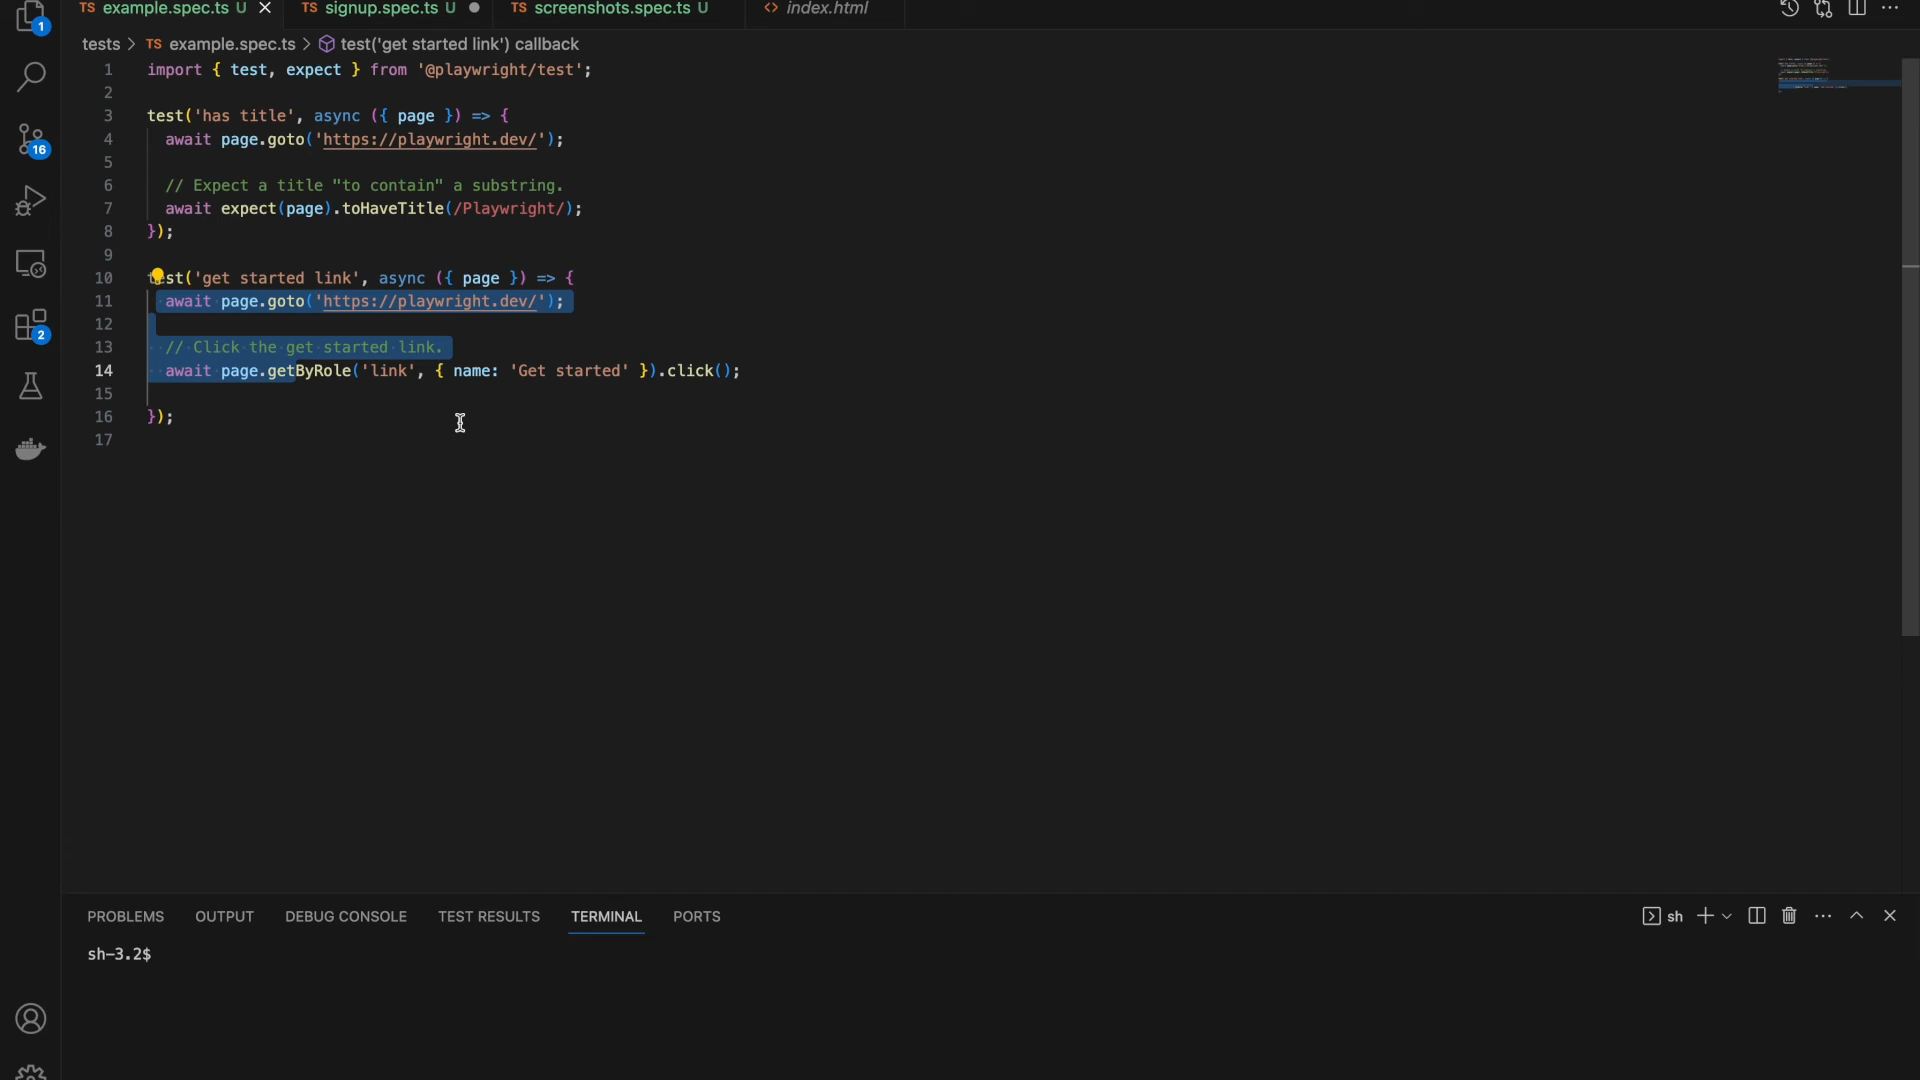 1
TS example.spec.ts U
TS signup.spec.ts U
TS screenshots.spec.ts U
<> index.html
tests > TS example.spec.ts > test('get started link') callback
1 import { test, expect } from '@playwright/test';
2
3 test('has title', async ({ page }) => {
4 await page.goto('https://playwright.dev/');
5
6 // Expect a title "to contain" a substring.
7 await expect(page).toHaveTitle(/Playwright/);
8 });
9
10 test('get started link', async ({ page }) => {
11 await page.goto('https://playwright.dev/');
12
13 // Click the get started link.
14 await page.getByRole('link', { name: 'Get started' }).click();
15
16 });
17
16
2
PROBLEMS OUTPUT DEBUG CONSOLE TEST RESULTS TERMINAL PORTS
sh
sh-3.2$